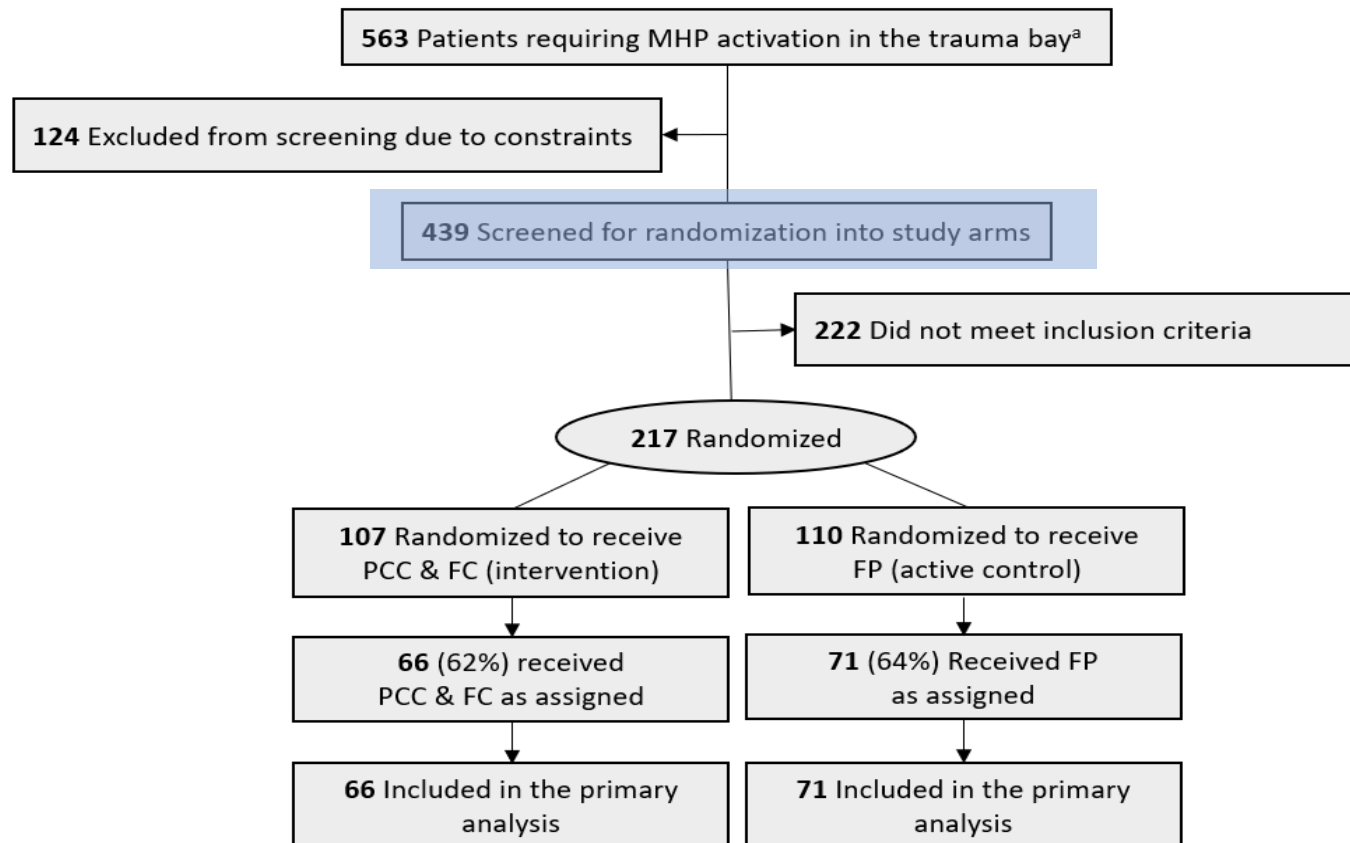 563 Patients requiring MHP activation in the trauma bayᵃ
124 Excluded from screening due to constraints
439 Screened for randomization into study arms
222 Did not meet inclusion criteria
217 Randomized
107 Randomized to receive
PCC & FC (intervention)
110 Randomized to receive
FP (active control)
66 (62%) received
PCC & FC as assigned
71 (64%) Received FP
as assigned
66 Included in the primary
analysis
71 Included in the primary
analysis